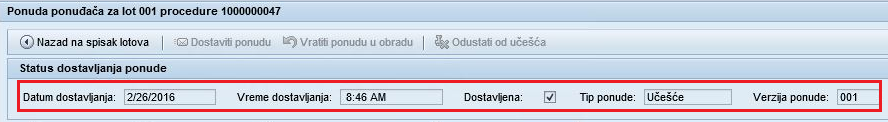 Ponuda ponuđača za lot 001 procedure 1000000047
Nazad na spisak lotova | Dostaviti ponudu Vratiti ponudu u obradu | Odustati od učešća
Status dostavljanja ponude
Datum dostavljanja: 2/26/2016 Vreme dostavljanja: 8:46 AM Dostavljena: Tip ponude: Učešće Verzija ponude: 001